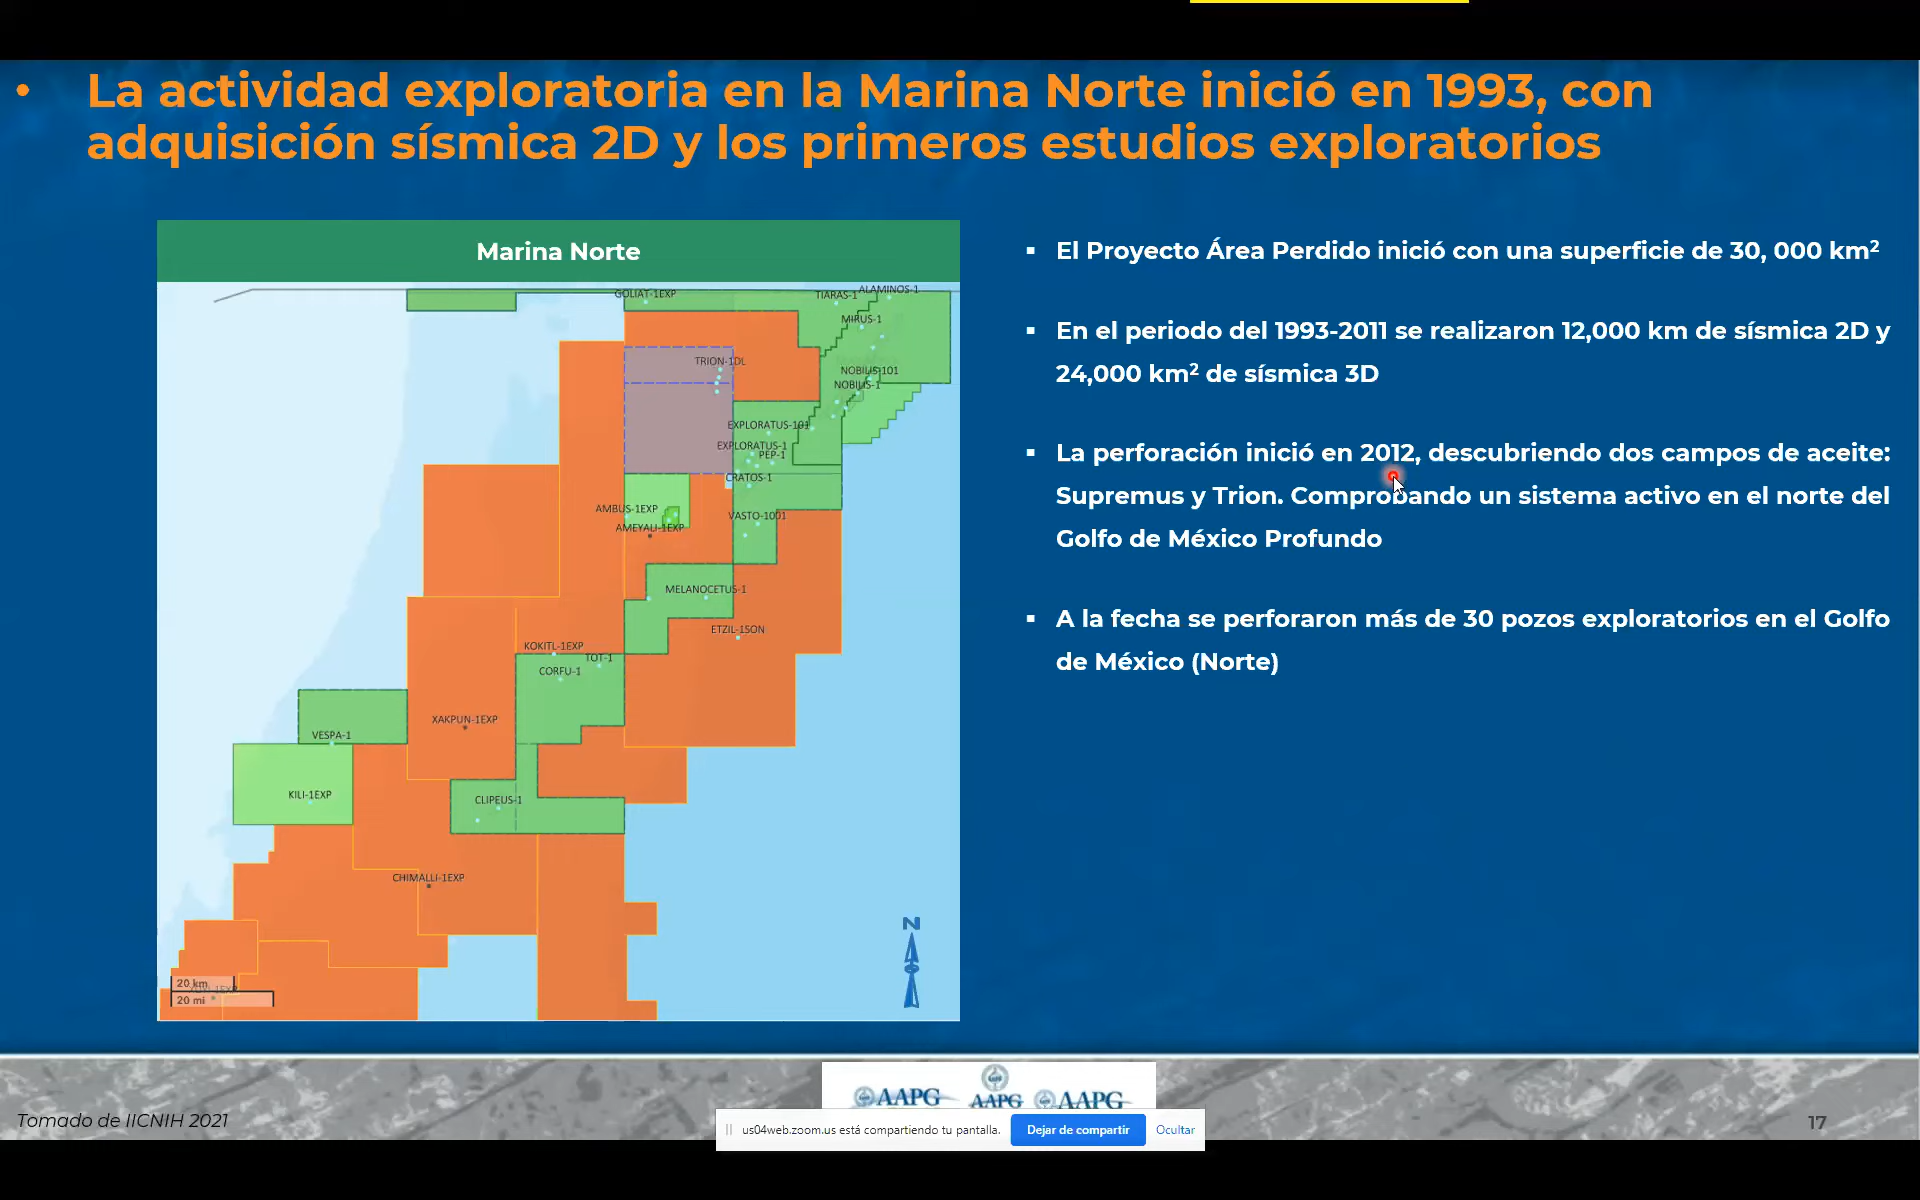 • La actividad exploratoria en la Marina Norte inició en 1993, con
adquisición sísmica 2D y los primeros estudios exploratorios
Marina Norte
GOLIAT-1EXP
TIARAS-1
ALAMINOS-1
MIRUS-1
TRION-1DL
NOBILIS-101
NOBILIS-1
EXPLORATUS-101
EXPLORATUS-1
PEP-1
CRATOS-1
AMBUS-1EXP
VASTO-1001
AMEYALI-1EXP
MELANOCETUS-1
ETZIL-1SON
KOKITL-1EXP
TOT-1
CORFU-1
XAKPUN-1EXP
VESPA-1
KILI-1EXP
CLIPEUS-1
CHIMALLI-1EXP
N
20 km
20 mi
▪ El Proyecto Área Perdido inició con una superficie de 30, 000 km²
▪ En el periodo del 1993-2011 se realizaron 12,000 km de sísmica 2D y
24,000 km² de sísmica 3D
▪ La perforación inició en 2012, descubriendo dos campos de aceite:
Supremus y Trion. Comprobando un sistema activo en el norte del
Golfo de México Profundo
▪ A la fecha se perforaron más de 30 pozos exploratorios en el Golfo
de México (Norte)
AAPG AAPG AAPG
Tomado de IICNIH 2021
17
us04web.zoom.us está compartiendo tu pantalla. Dejar de compartir Ocultar